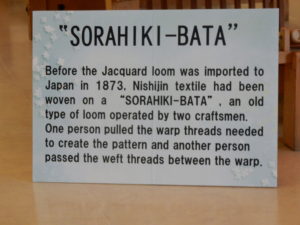 “SORAHIKI-BATA”
Before the Jacquard loom was imported to
Japan in 1873, Nishijin textile had been
woven on a “SORAHIKI-BATA”, an old
type of loom operated by two craftsmen.
One person pulled the warp threads needed
to create the pattern and another person
passed the weft threads between the warp.